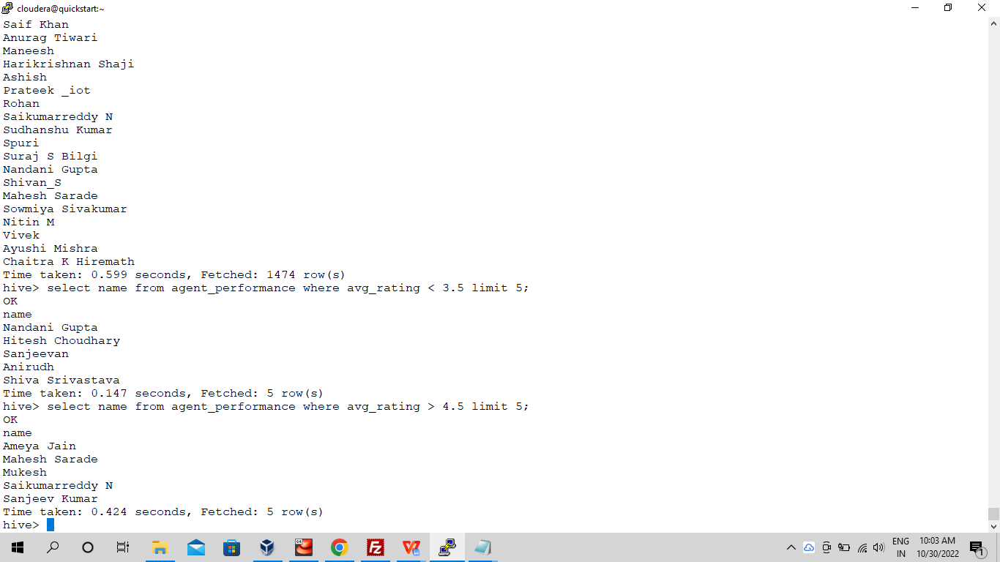 cloudera@quickstart:~
Saif Khan
Anurag Tiwari
Maneesh
Harikrishnan Shaji
Ashish
Prateek _iot
Rohan
Saikumarreddy N
Sudhanshu Kumar
Spuri
Suraj S Bilgi
Nandani Gupta
Shivan_S
Mahesh Sarade
Sowmiya Sivakumar
Nitin M
Vivek
Ayushi Mishra
Chaitra K Hiremath
Time taken: 0.599 seconds, Fetched: 1474 row(s)
hive> select name from agent_performance where avg_rating < 3.5 limit 5;
OK
name
Nandani Gupta
Hitesh Choudhary
Sanjeevan
Anirudh
Shiva Srivastava
Time taken: 0.147 seconds, Fetched: 5 row(s)
hive> select name from agent_performance where avg_rating > 4.5 limit 5;
OK
name
Ameya Jain
Mahesh Sarade
Mukesh
Saikumarreddy N
Sanjeev Kumar
Time taken: 0.424 seconds, Fetched: 5 row(s)
hive>
64
Fz
ENG
IN
10:03 AM
10/30/2022
1